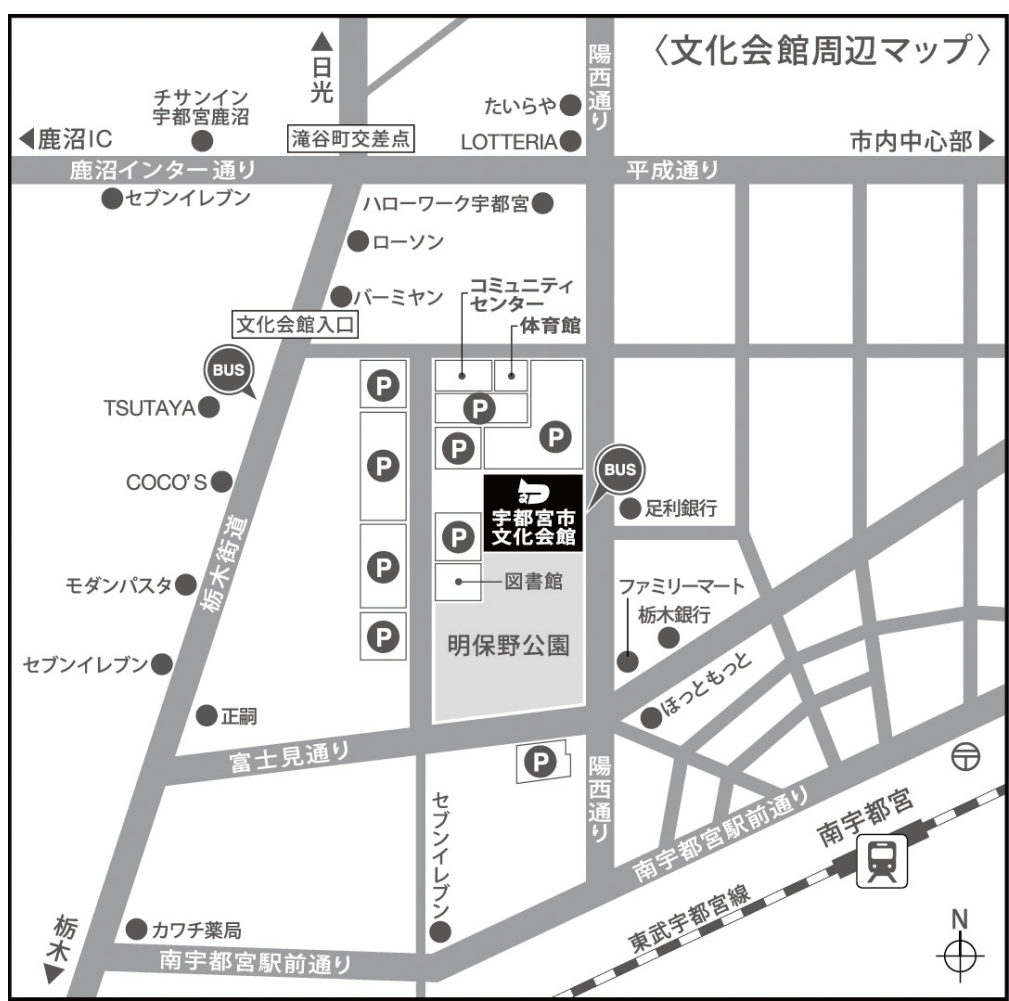 〈文化会館周辺マップ〉
▲日光
陽西通り
チサンイン
宇都宮鹿沼
たいらや
◀鹿沼IC
滝谷町交差点
LOTTERIA
市内中心部▶
鹿沼インター通り
平成通り
セブンイレブン
ハローワーク宇都宮
ローソン
バーミヤン
コミュニティ
センター
体育館
文化会館入口
BUS
P
P
TSUTAYA
P
P
P
BUS
COCO'S
足利銀行
宇都宮市
文化会館
P
P
栃木街道
モダンパスタ
図書館
ファミリーマート
栃木銀行
P
明保野公園
セブンイレブン
ほっともっと
正嗣
富士見通り
P
陽西通り
〒
セブンイレブン
南宇都宮駅前通り
南宇都宮
東武宇都宮線
栃木▼
カワチ薬局
南宇都宮駅前通り
N